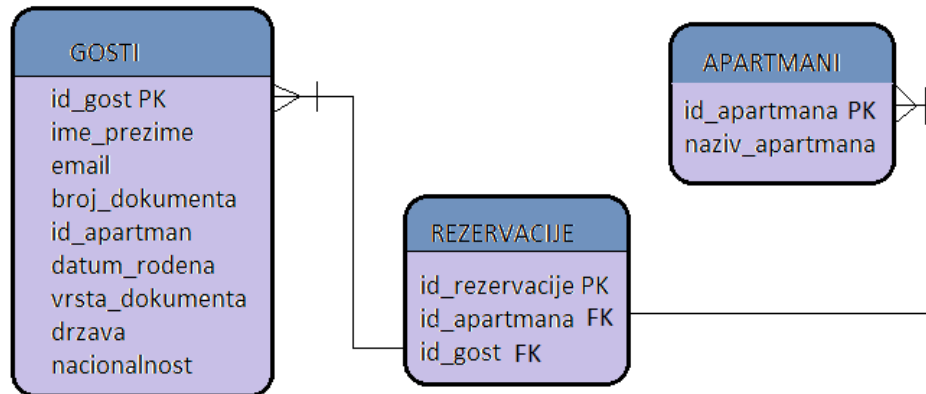 GOSTI
id_gost PK
ime_prezime
email
broj_dokumenta
id_apartman
datum_rodena
vrsta_dokumenta
drzava
nacionalnost
REZERVACIJE
id_rezervacije PK
id_apartmana FK
id_gost FK
APARTMANI
id_apartmana PK
naziv_apartmana